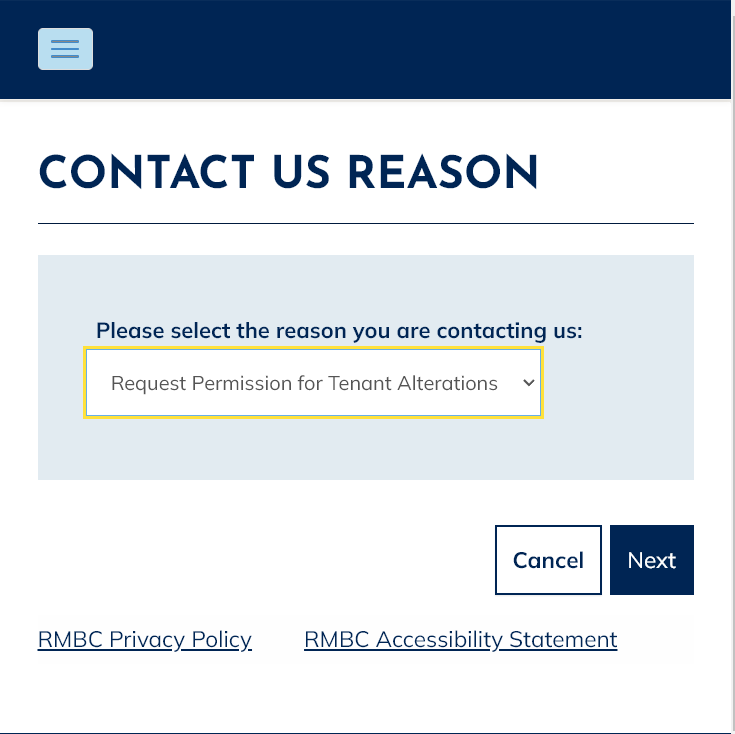 CONTACT US REASON
Please select the reason you are contacting us:
Request Permission for Tenant Alterations
Cancel Next
RMBC Privacy Policy RMBC Accessibility Statement